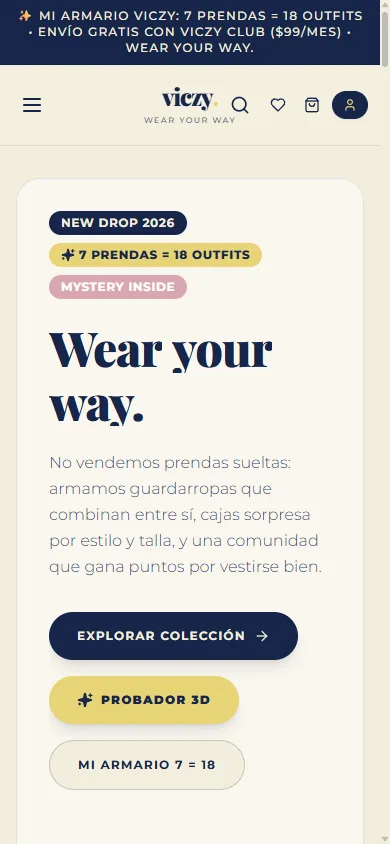 ✨ MI ARMARIO VICZY: 7 PRENDAS = 18 OUTFITS
• ENVÍO GRATIS CON VICZY CLUB ($99/MES) •
WEAR YOUR WAY.
viczy.
WEAR YOUR WAY
NEW DROP 2026
7 PRENDAS = 18 OUTFITS
MYSTERY INSIDE
Wear your
way.
No vendemos prendas sueltas:
armamos guardarropas que
combinan entre sí, cajas sorpresa
por estilo y talla, y una comunidad
que gana puntos por vestirse bien.
EXPLORAR COLECCIÓN →
PROBADOR 3D
MI ARMARIO 7 = 18